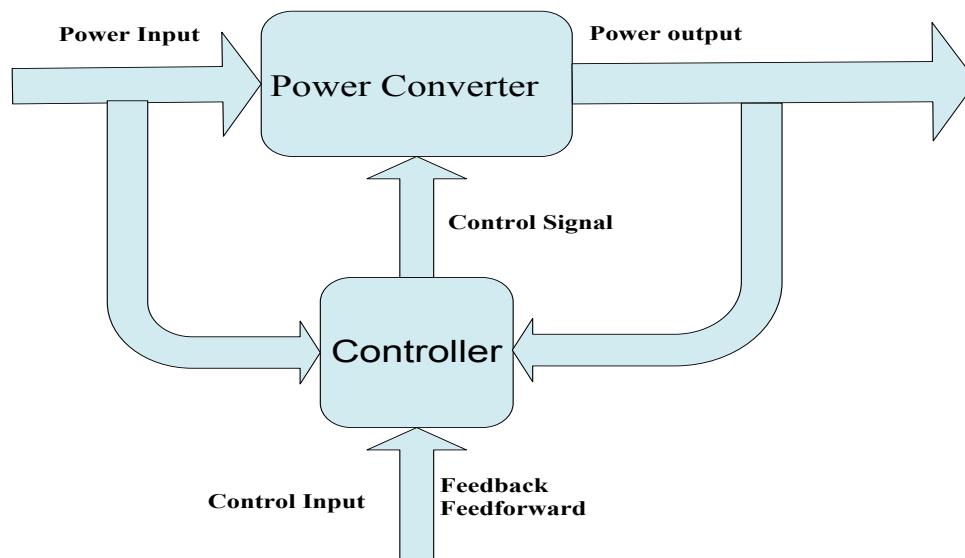 Power Input
Power output
Power Converter
Control Signal
Controller
Control Input
Feedback
Feedforward